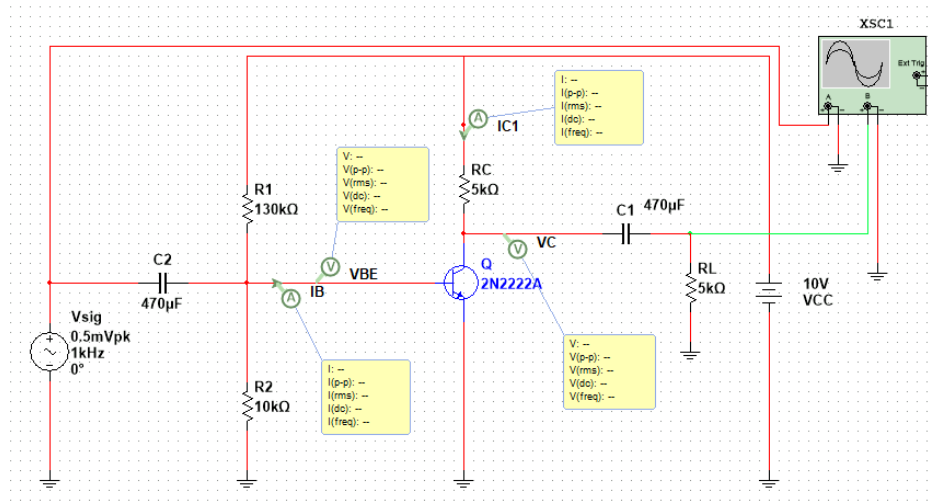 XSC1
Ext Trig
A
B
I: --
I(p-p): --
I(rms): --
I(dc): --
I(freq): --
A
IC1
V: --
V(p-p): --
V(rms): --
V(dc): --
V(freq): --
R1
130kΩ
RC
5kΩ
C1
470µF
C2
470µF
V
VBE
A
IB
Q
2N2222A
V
VC
RL
5kΩ
10V
VCC
Vsig
0.5mVpk
1kHz
0°
R2
10kΩ
I: --
I(p-p): --
I(rms): --
I(dc): --
I(freq): --
V: --
V(p-p): --
V(rms): --
V(dc): --
V(freq): --